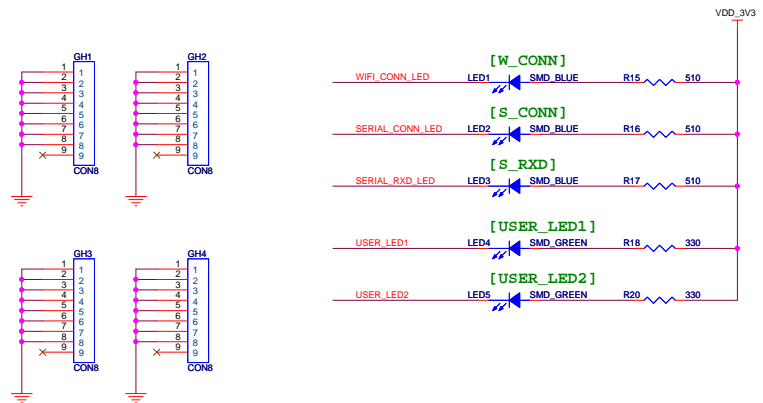 VDD_3V3
GH1
1 1
2 2
3 3
4 4
5 5
6 6
7 7
8 8
9 9
CON8
GH2
1 1
2 2
3 3
4 4
5 5
6 6
7 7
8 8
9 9
CON8
[W_CONN]
WIFI_CONN_LED LED1 SMD_BLUE R15 510
[S_CONN]
SERIAL_CONN_LED LED2 SMD_BLUE R16 510
[S_RXD]
SERIAL_RXD_LED LED3 SMD_BLUE R17 510
[USER_LED1]
USER_LED1 LED4 SMD_GREEN R18 330
[USER_LED2]
USER_LED2 LED5 SMD_GREEN R20 330
GH3
1 1
2 2
3 3
4 4
5 5
6 6
7 7
8 8
9 9
CON8
GH4
1 1
2 2
3 3
4 4
5 5
6 6
7 7
8 8
9 9
CON8